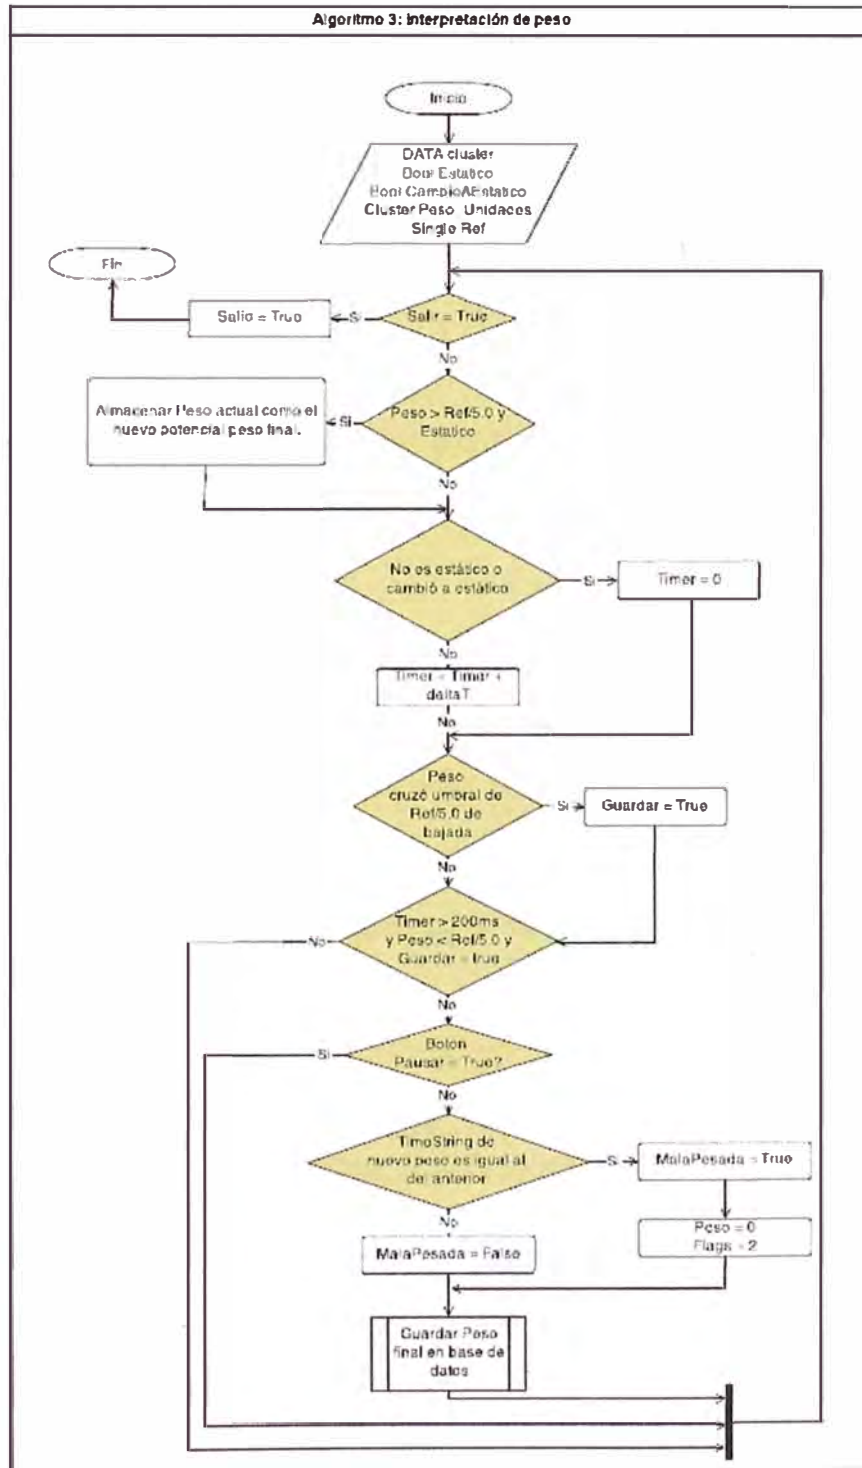 Algoritmo 3: interpretación de peso
Inicio
DATA cluster
Bool Estatico
Bool CambioAEstatico
Cluster Peso_Unidades
Single Ref
Fin
Salio = True
Si
Salir = True
No
Almacenar Peso actual como el
nuevo potencial peso final.
Si
Peso > Ref/5.0 y
Estatico
No
No es estático o
cambió a estático
Si
Timer = 0
No
Timer = Timer +
deltaT
No
Peso
cruzó umbral de
Ref/5.0 de
bajada
Si
Guardar = True
No
Timer > 200ms
y Peso < Ref/5.0 y
Guardar = true
No
No
Boton
Pausar = True?
Si
No
TimeString de
nuevo peso es igual al
del anterior
Si
MalaPesada = True
No
Peso = 0
Flags = 2
MalaPesada = False
Guardar Peso
final en base de
datos